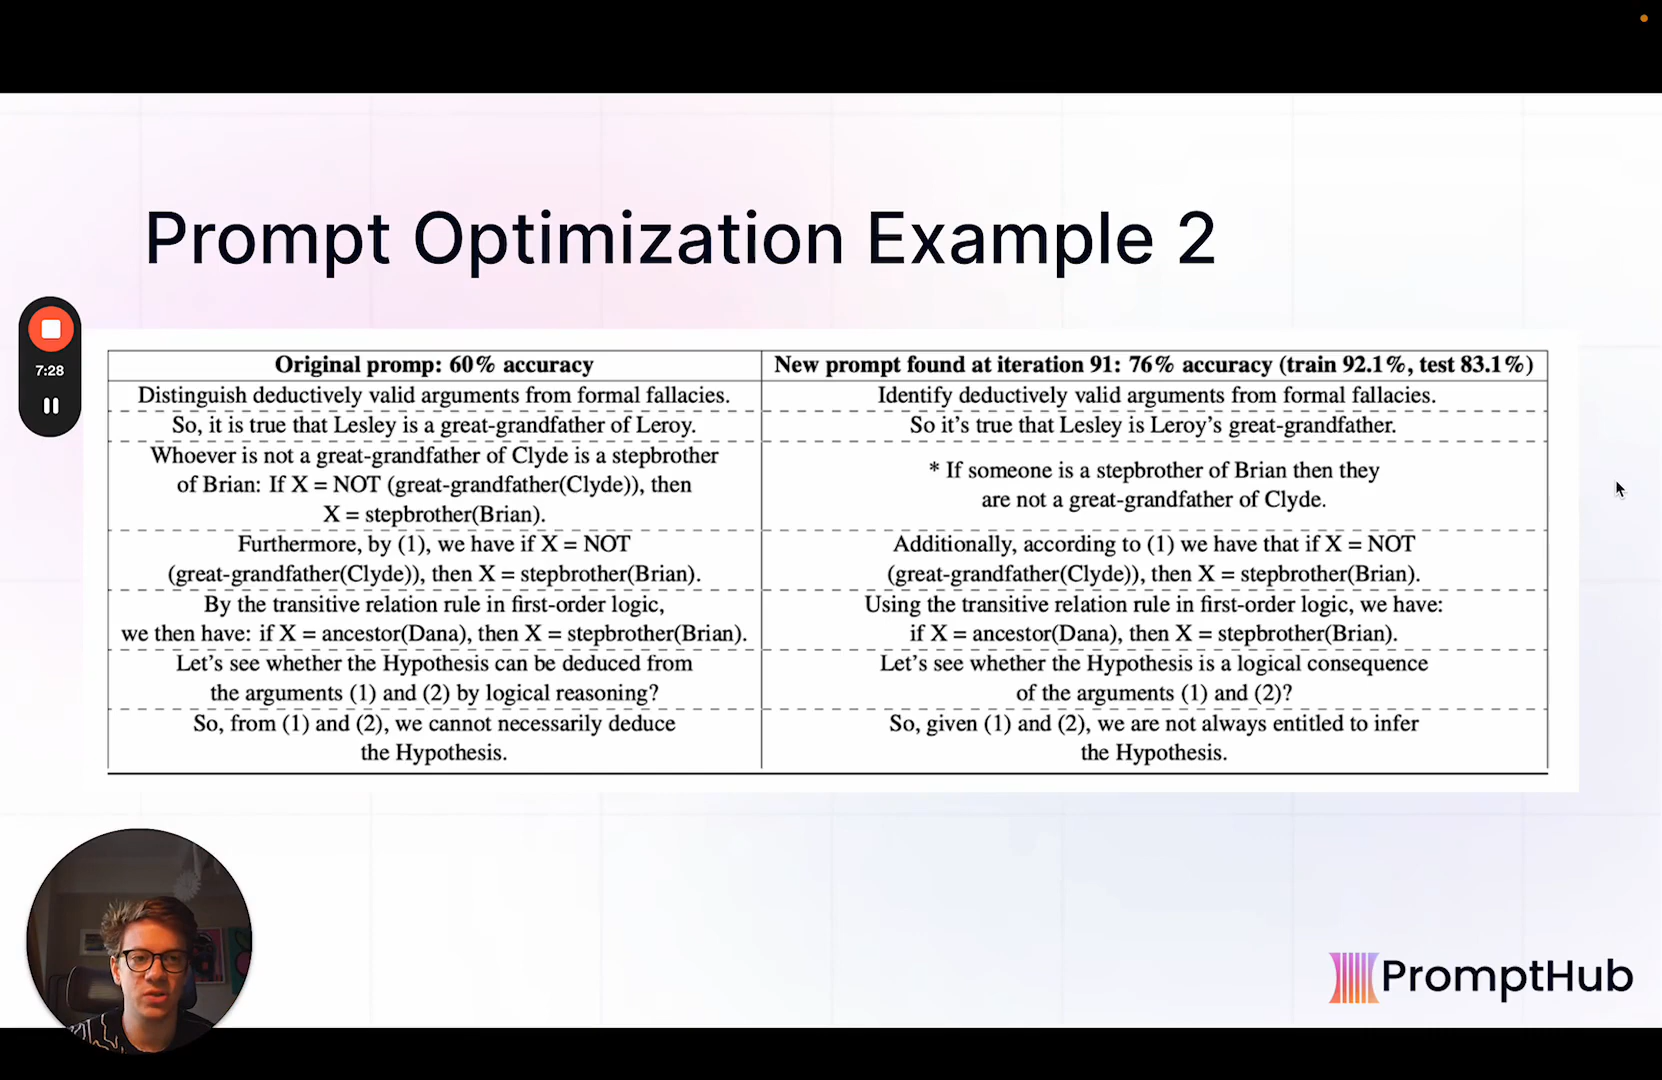 Prompt Optimization Example 2
7:28
Original promp: 60% accuracy
New prompt found at iteration 91: 76% accuracy (train 92.1%, test 83.1%)
Distinguish deductively valid arguments from formal fallacies.
Identify deductively valid arguments from formal fallacies.
So, it is true that Lesley is a great-grandfather of Leroy.
So it's true that Lesley is Leroy's great-grandfather.
Whoever is not a great-grandfather of Clyde is a stepbrother
of Brian: If X = NOT (great-grandfather(Clyde)), then
X = stepbrother(Brian).
* If someone is a stepbrother of Brian then they
are not a great-grandfather of Clyde.
Furthermore, by (1), we have if X = NOT
(great-grandfather(Clyde)), then X = stepbrother(Brian).
Additionally, according to (1) we have that if X = NOT
(great-grandfather(Clyde)), then X = stepbrother(Brian).
By the transitive relation rule in first-order logic,
we then have: if X = ancestor(Dana), then X = stepbrother(Brian).
Using the transitive relation rule in first-order logic, we have:
if X = ancestor(Dana), then X = stepbrother(Brian).
Let's see whether the Hypothesis can be deduced from
the arguments (1) and (2) by logical reasoning?
Let's see whether the Hypothesis is a logical consequence
of the arguments (1) and (2)?
So, from (1) and (2), we cannot necessarily deduce
the Hypothesis.
So, given (1) and (2), we are not always entitled to infer
the Hypothesis.
PromptHub